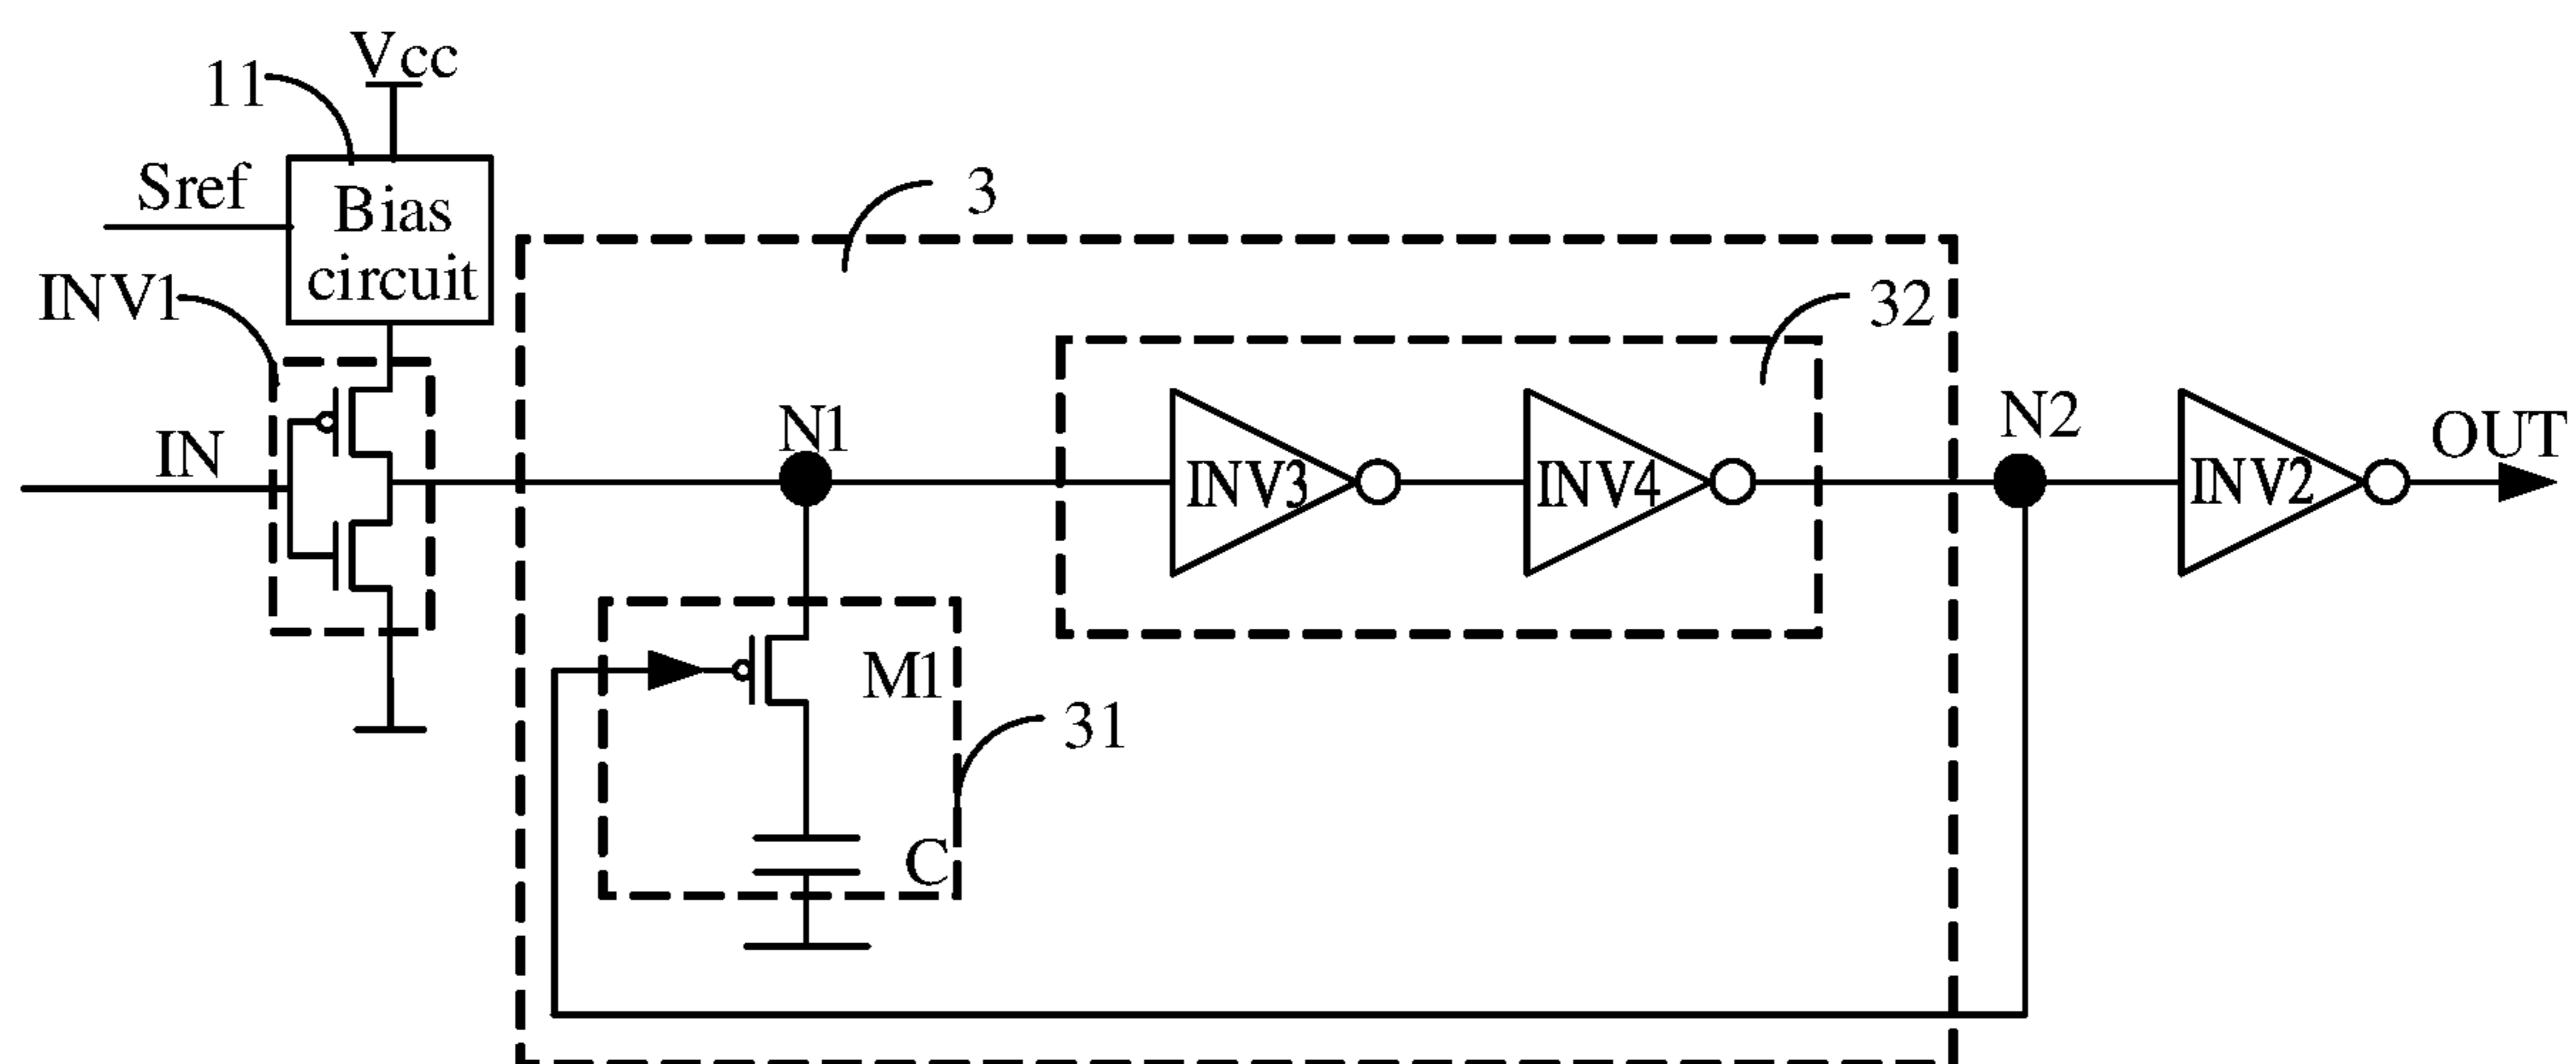 Vcc
11
Sref
Bias
circuit
3
INV1
32
IN
N1
INV3
INV4
N2
INV2
OUT
M1
31
C